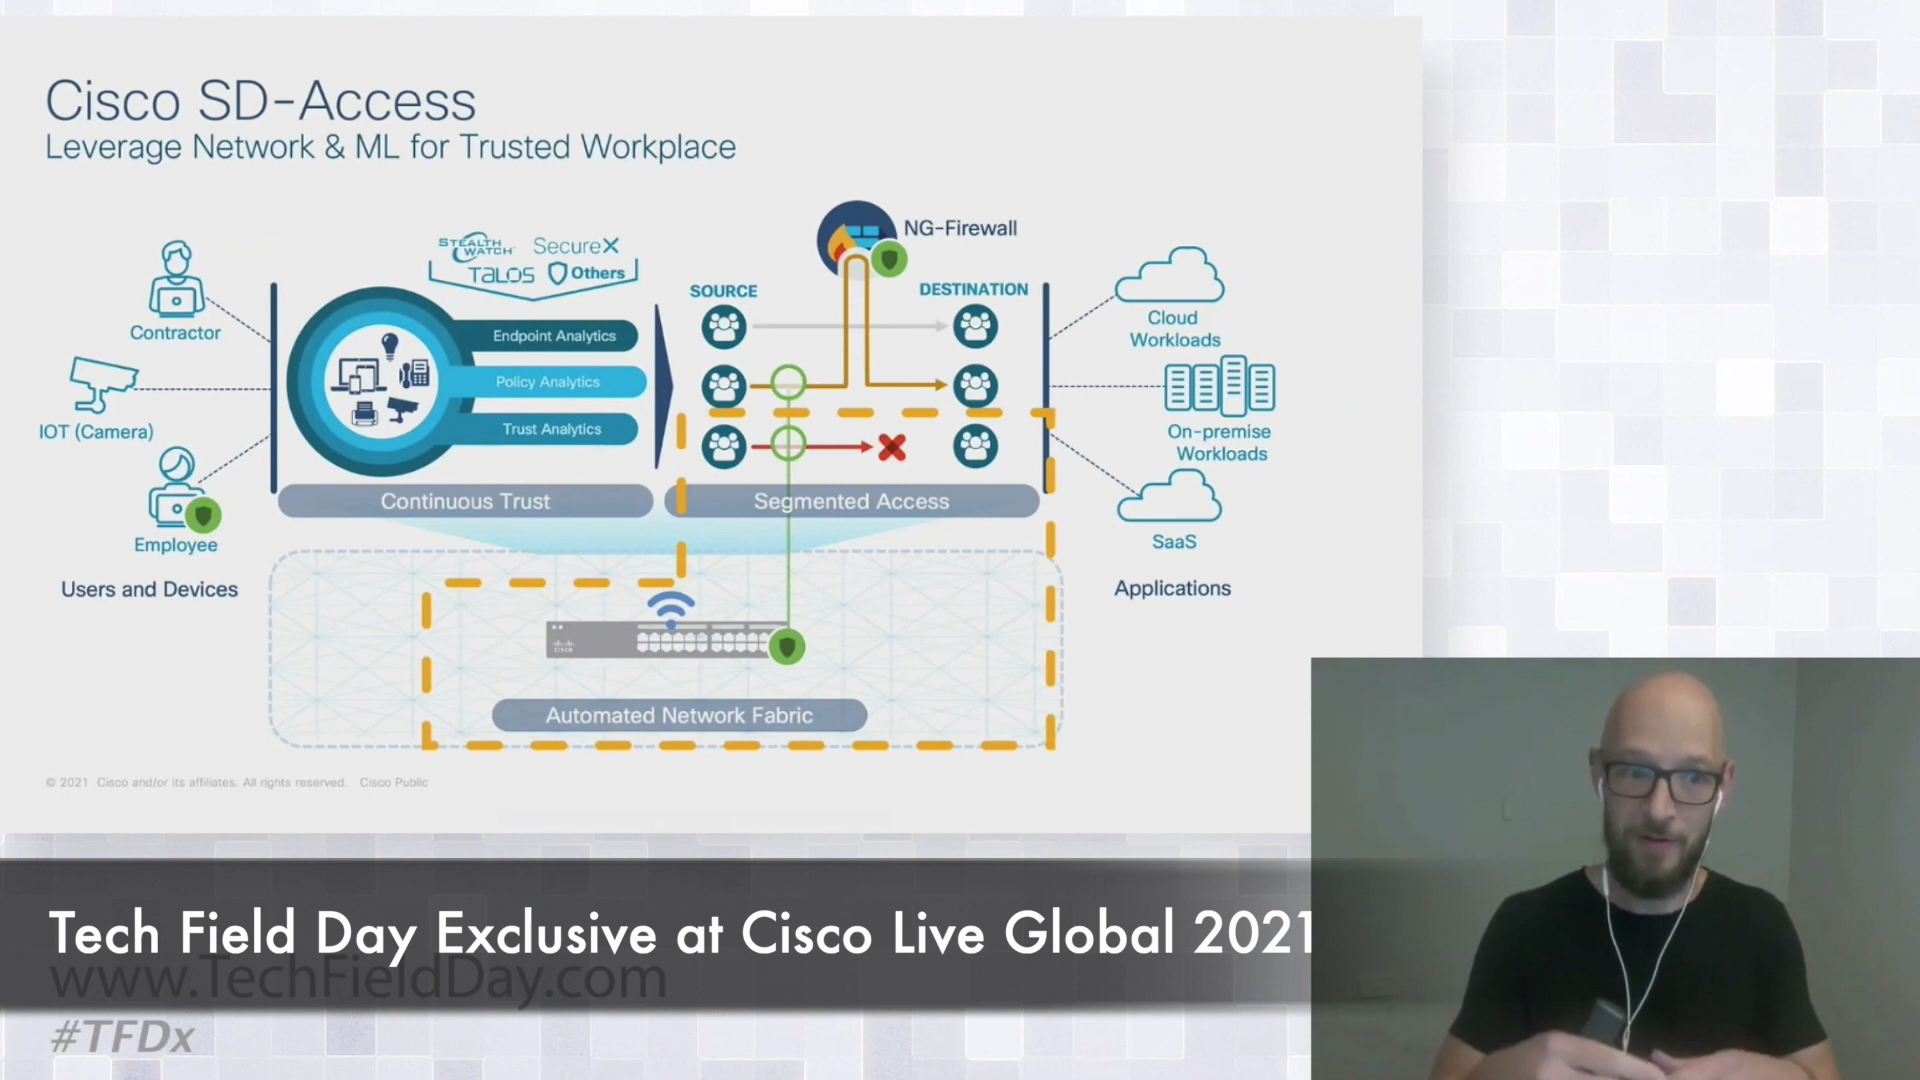 Cisco SD-Access
Leverage Network & ML for Trusted Workplace
Contractor
IOT (Camera)
Employee
Users and Devices
STEALTH
WATCH
SecureX
TALOS
Others
Endpoint Analytics
Policy Analytics
Trust Analytics
Continuous Trust
NG-Firewall
SOURCE
DESTINATION
Segmented Access
Cloud
Workloads
On-premise
Workloads
SaaS
Applications
CISCO
Automated Network Fabric
© 2021 Cisco and/or its affiliates. All rights reserved. Cisco Public
Tech Field Day Exclusive at Cisco Live Global 2021
www.TechFieldDay.com
#TFDx